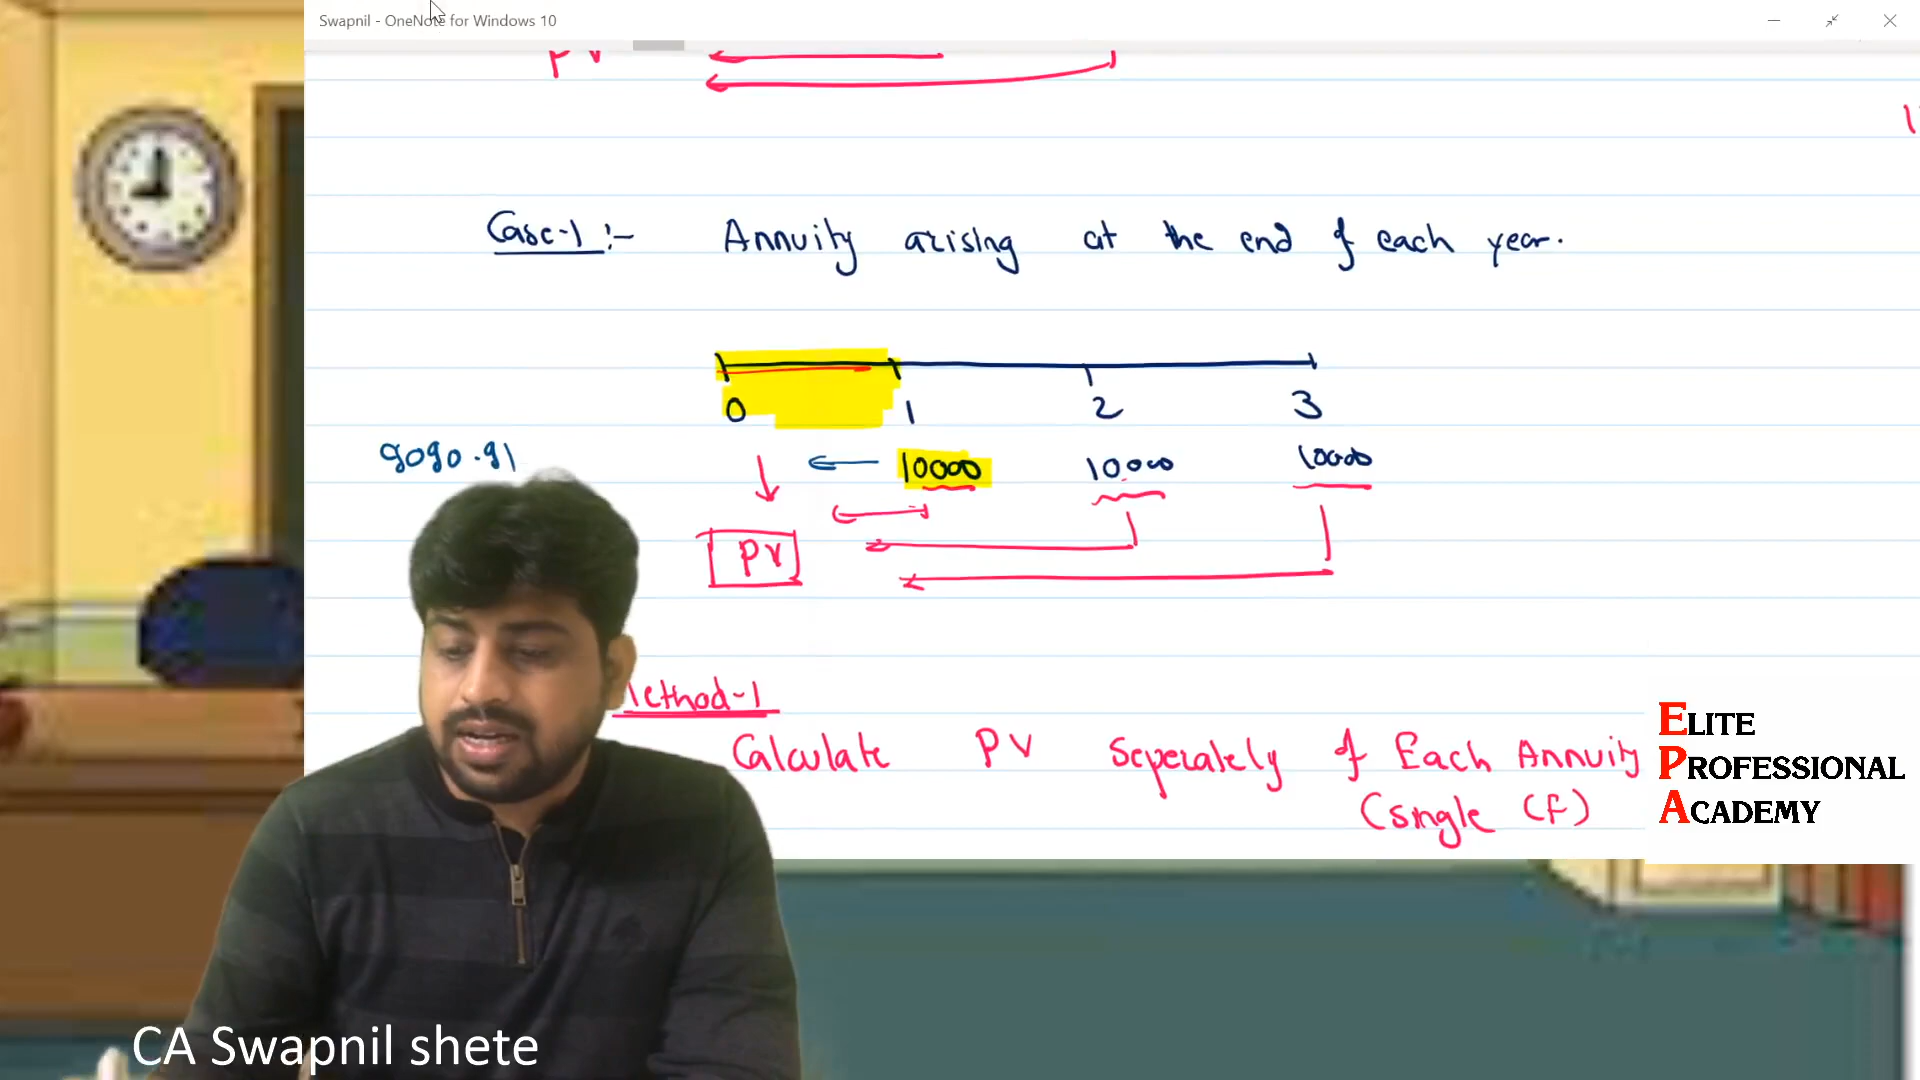 Swapnil - OneNote for Windows 10
PV
Case-1 :- Annuity arising at the end of each year.
0 1 2 3
9090.91 ← 10000 10000 10000
PV
Method-1
Calculate PV Seperately of Each Annuity
(single CF)
ELITE
PROFESSIONAL
ACADEMY
CA Swapnil shete